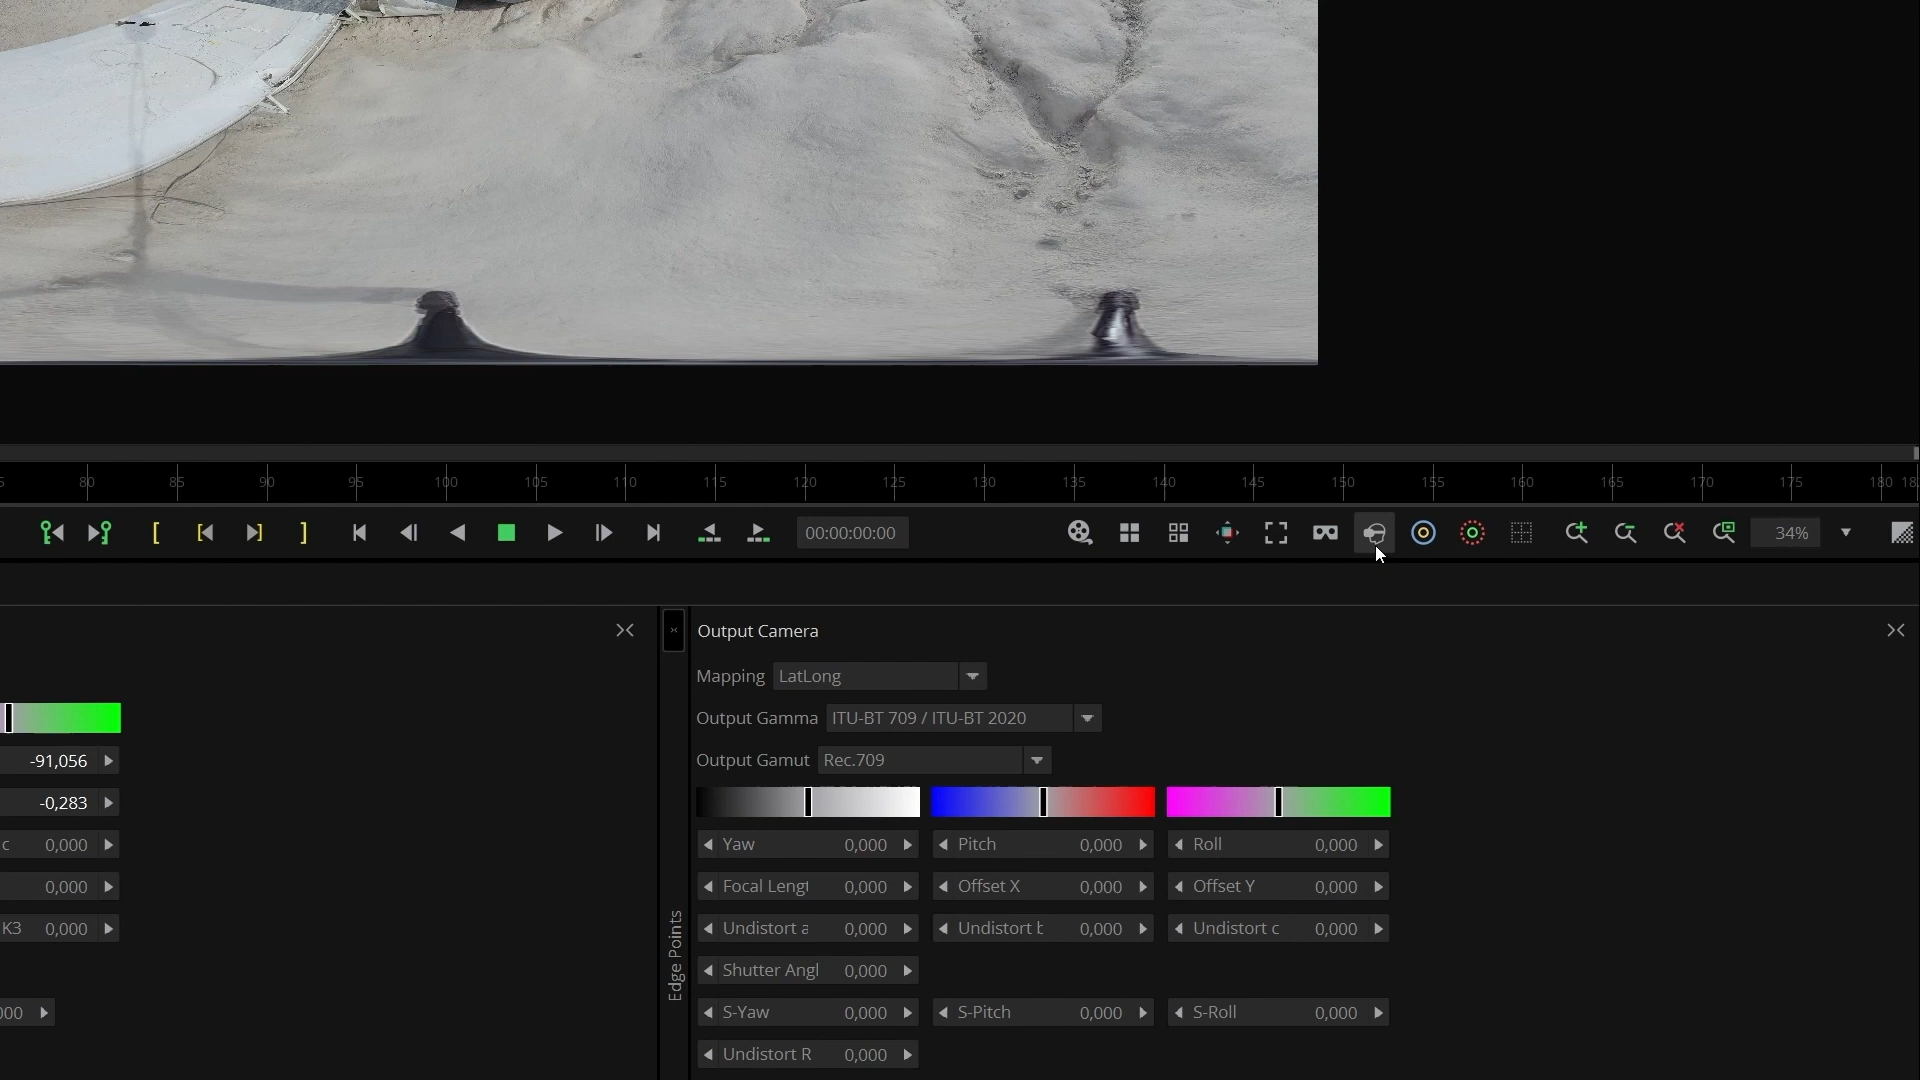 80 85 90 95 100 105 110 115 120 125 130 135 140 145 150 155 160 165 170 175 180
00:00:00:00 34%
Output Camera
Mapping LatLong
Output Gamma ITU-BT 709 / ITU-BT 2020
-91,056 Output Gamut Rec.709
-0,283
c 0,000 Yaw 0,000 Pitch 0,000 Roll 0,000
0,000 Focal Lengt 0,000 Offset X 0,000 Offset Y 0,000
K3 0,000 Undistort a 0,000 Undistort b 0,000 Undistort c 0,000
Edge Points
Shutter Angl 0,000
S-Yaw 0,000 S-Pitch 0,000 S-Roll 0,000
Undistort R 0,000